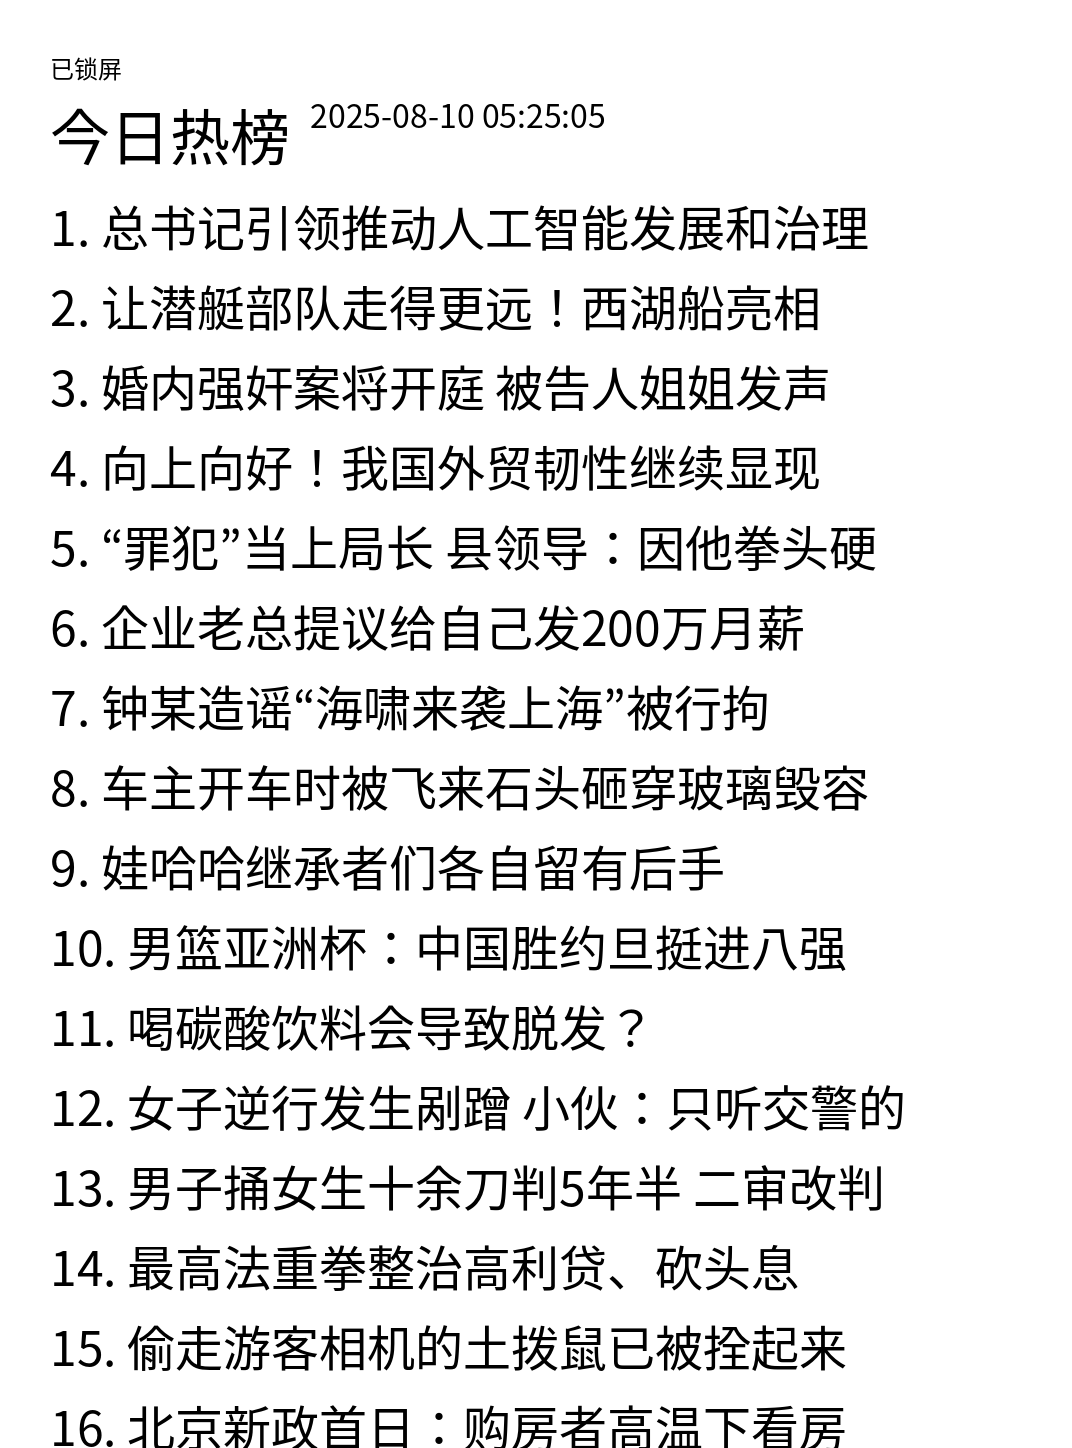 已锁屏
今日热榜 2025-08-10 05:25:05
1. 总书记引领推动人工智能发展和治理
2. 让潜艇部队走得更远！西湖船亮相
3. 婚内强奸案将开庭 被告人姐姐发声
4. 向上向好！我国外贸韧性继续显现
5. “罪犯”当上局长 县领导：因他拳头硬
6. 企业老总提议给自己发200万月薪
7. 钟某造谣“海啸来袭上海”被行拘
8. 车主开车时被飞来石头砸穿玻璃毁容
9. 娃哈哈继承者们各自留有后手
10. 男篮亚洲杯：中国胜约旦挺进八强
11. 喝碳酸饮料会导致脱发？
12. 女子逆行发生剐蹭 小伙：只听交警的
13. 男子捅女生十余刀判5年半 二审改判
14. 最高法重拳整治高利贷、砍头息
15. 偷走游客相机的土拨鼠已被拴起来
16. 北京新政首日：购房者高温下看房